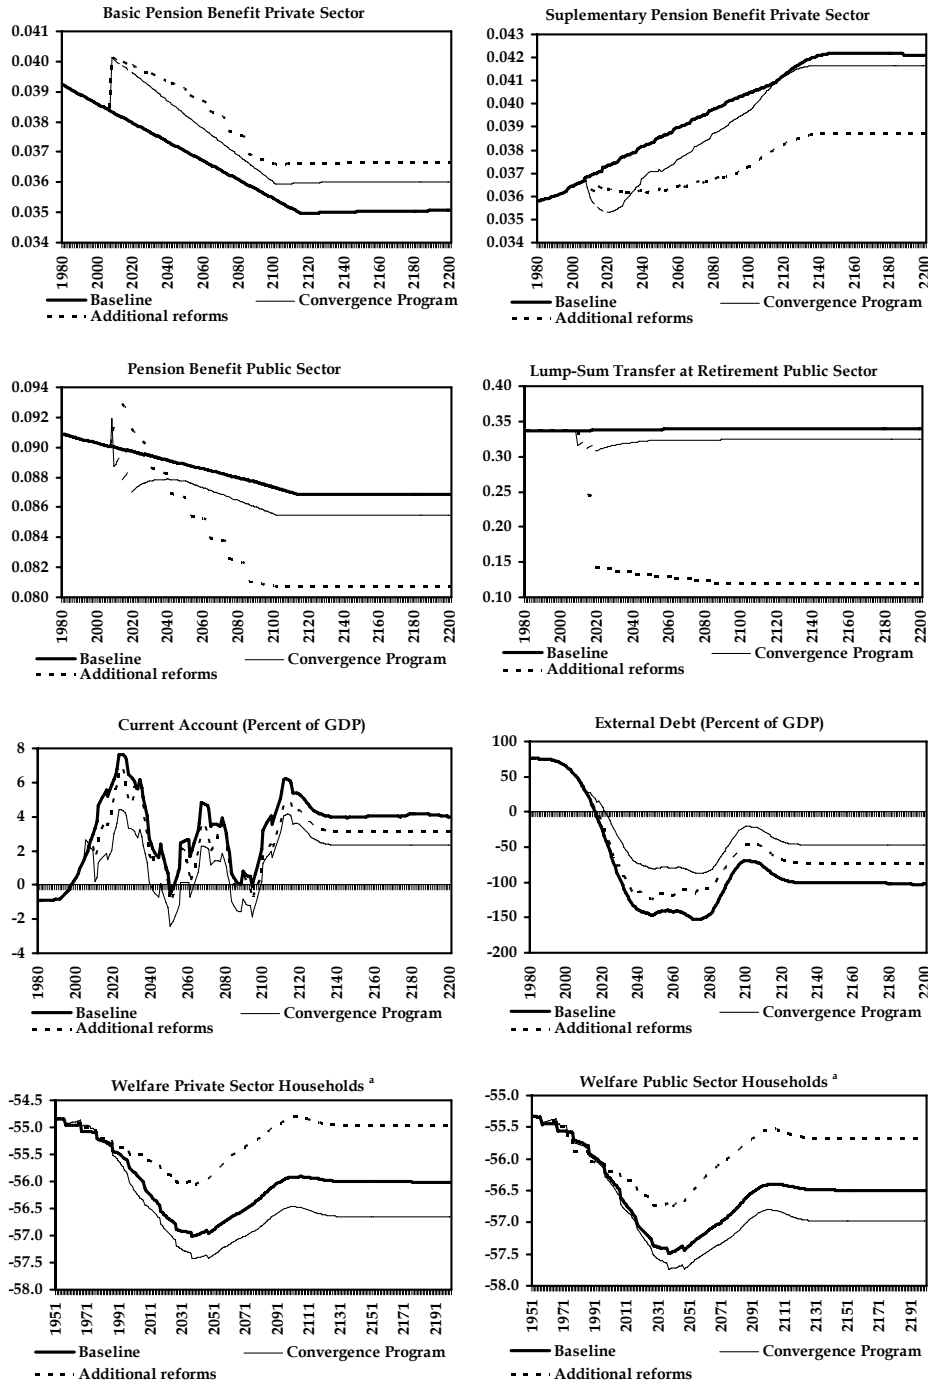 Basic Pension Benefit Private Sector
0.041
0.040
0.039
0.038
0.037
0.036
0.035
0.034
1980 2000 2020 2040 2060 2080 2100 2120 2140 2160 2180 2200
Baseline Convergence Program
Additional reforms
Suplementary Pension Benefit Private Sector
0.043
0.042
0.041
0.040
0.039
0.038
0.037
0.036
0.035
0.034
1980 2000 2020 2040 2060 2080 2100 2120 2140 2160 2180 2200
Baseline Convergence Program
Additional reforms
Pension Benefit Public Sector
0.094
0.092
0.090
0.088
0.086
0.084
0.082
0.080
1980 2000 2020 2040 2060 2080 2100 2120 2140 2160 2180 2200
Baseline Convergence Program
Additional reforms
Lump-Sum Transfer at Retirement Public Sector
0.40
0.35
0.30
0.25
0.20
0.15
0.10
1980 2000 2020 2040 2060 2080 2100 2120 2140 2160 2180 2200
Baseline Convergence Program
Additional reforms
Current Account (Percent of GDP)
8
6
4
2
0
-2
-4
1980 2000 2020 2040 2060 2080 2100 2120 2140 2160 2180 2200
Baseline Convergence Program
Additional reforms
External Debt (Percent of GDP)
100
50
0
-50
-100
-150
-200
1980 2000 2020 2040 2060 2080 2100 2120 2140 2160 2180 2200
Baseline Convergence Program
Additional reforms
Welfare Private Sector Households a
-54.5
-55.0
-55.5
-56.0
-56.5
-57.0
-57.5
-58.0
1951 1971 1991 2011 2031 2051 2071 2091 2111 2131 2151 2171 2191
Baseline Convergence Program
Additional reforms
Welfare Public Sector Households a
-55.0
-55.5
-56.0
-56.5
-57.0
-57.5
-58.0
1951 1971 1991 2011 2031 2051 2071 2091 2111 2131 2151 2171 2191
Baseline Convergence Program
Additional reforms